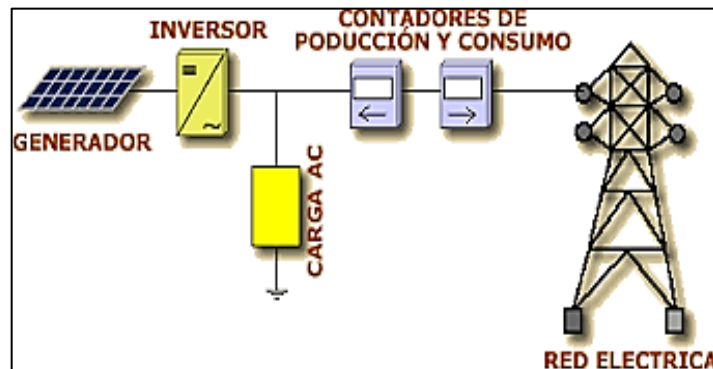 INVERSOR
CONTADORES DE
PODUCCIÓN Y CONSUMO
GENERADOR
CARGA AC
RED ELECTRICA